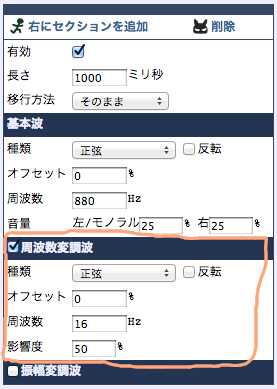 右にセクションを追加 削除
有効
長さ 1000 ミリ秒
移行方法 そのまま
基本波
種類 正弦 反転
オフセット 0 %
周波数 880 Hz
音量 左/モノラル 25 % 右 25 %
周波数変調波
種類 正弦 反転
オフセット 0 %
周波数 16 Hz
影響度 50 %
振幅変調波